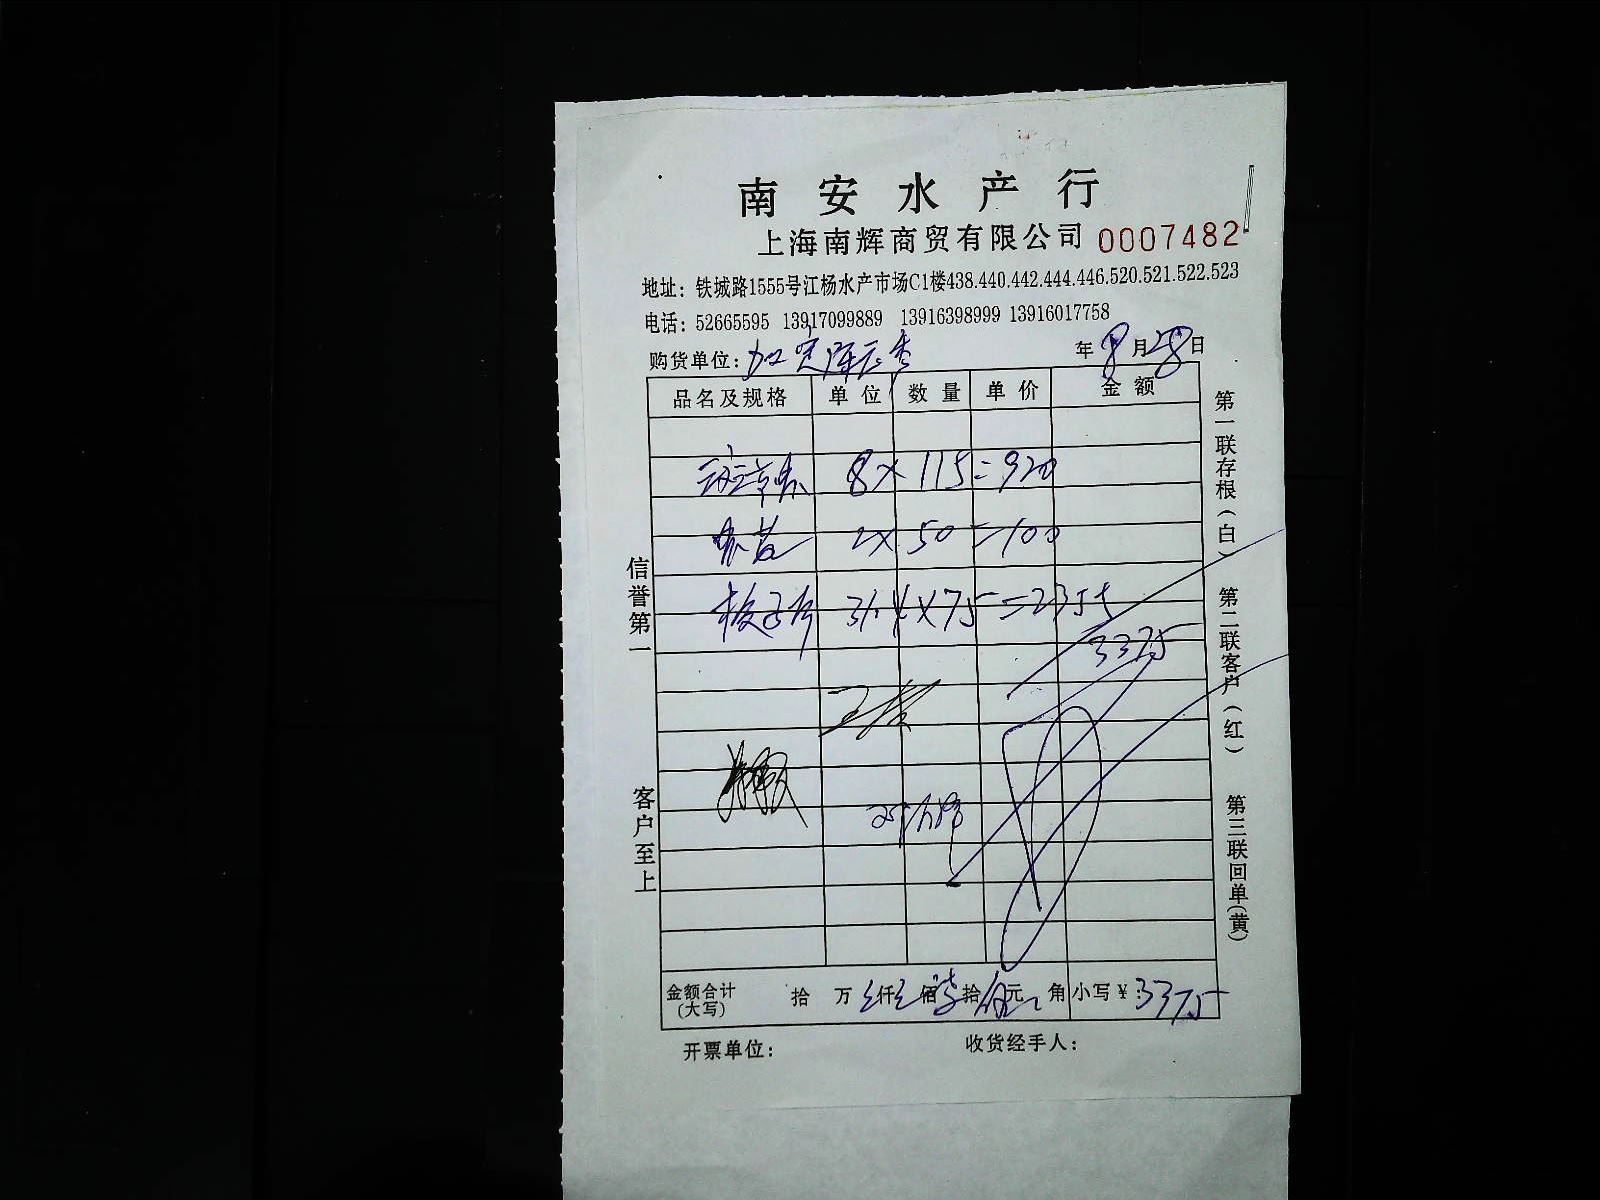 南安水产行
上海南辉商贸有限公司 0007482
地址：铁城路1555号江杨水产市场C1楼438.440.442.444.446.520.521.522.523
电话：52665595 13917099889 13916398999 13916017758
购货单位： 年8月28日
品名及规格 单位 数量 单价 金额
8×115=920
2×50=100
31.4×75=2355
3375
金额合计（大写） 拾 万 仟 佰 拾 元 角 小写￥：3375
开票单位： 收货经手人：
信誉第一
客户至上
第一联存根（白）
第二联客户（红）
第三联回单（黄）